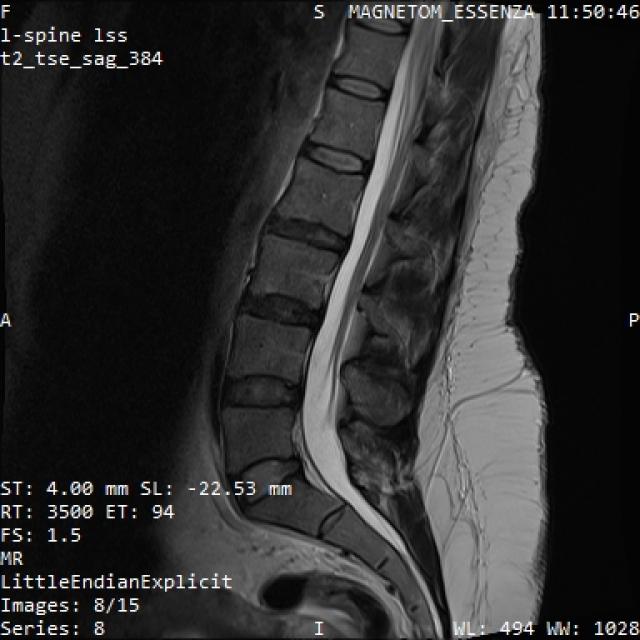 F
S MAGNETOM_ESSENZA 11:50:46
l-spine lss
t2_tse_sag_384
A
P
ST: 4.00 mm SL: -22.53 mm
RT: 3500 ET: 94
FS: 1.5
MR
LittleEndianExplicit
Images: 8/15
Series: 8
I
WL: 494 WW: 1028